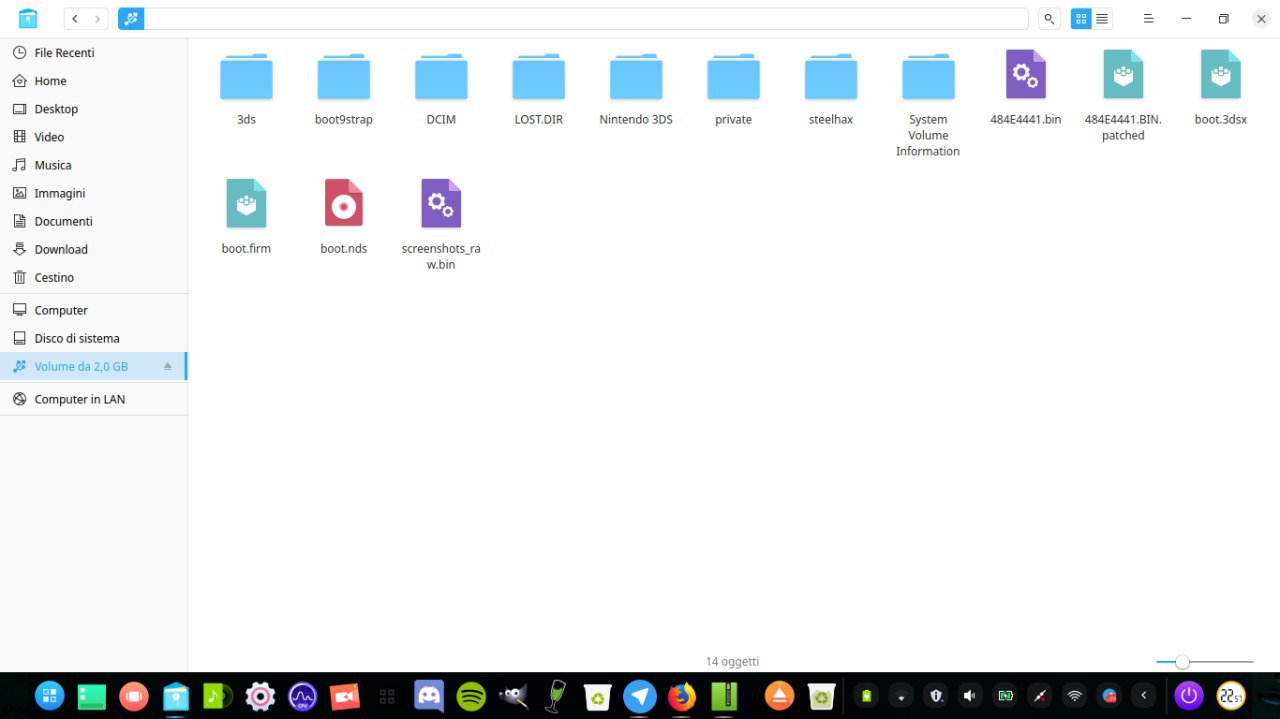 File Recenti
Home
Desktop
Video
Musica
Immagini
Documenti
Download
Cestino
Computer
Disco di sistema
Volume da 2,0 GB
Computer in LAN
3ds
boot9strap
DCIM
LOST.DIR
Nintendo 3DS
private
steelhax
System
Volume
Information
484E4441.bin
484E4441.BIN.
patched
boot.3dsx
boot.firm
boot.nds
screenshots_ra
w.bin
14 oggetti
CPU
22 51